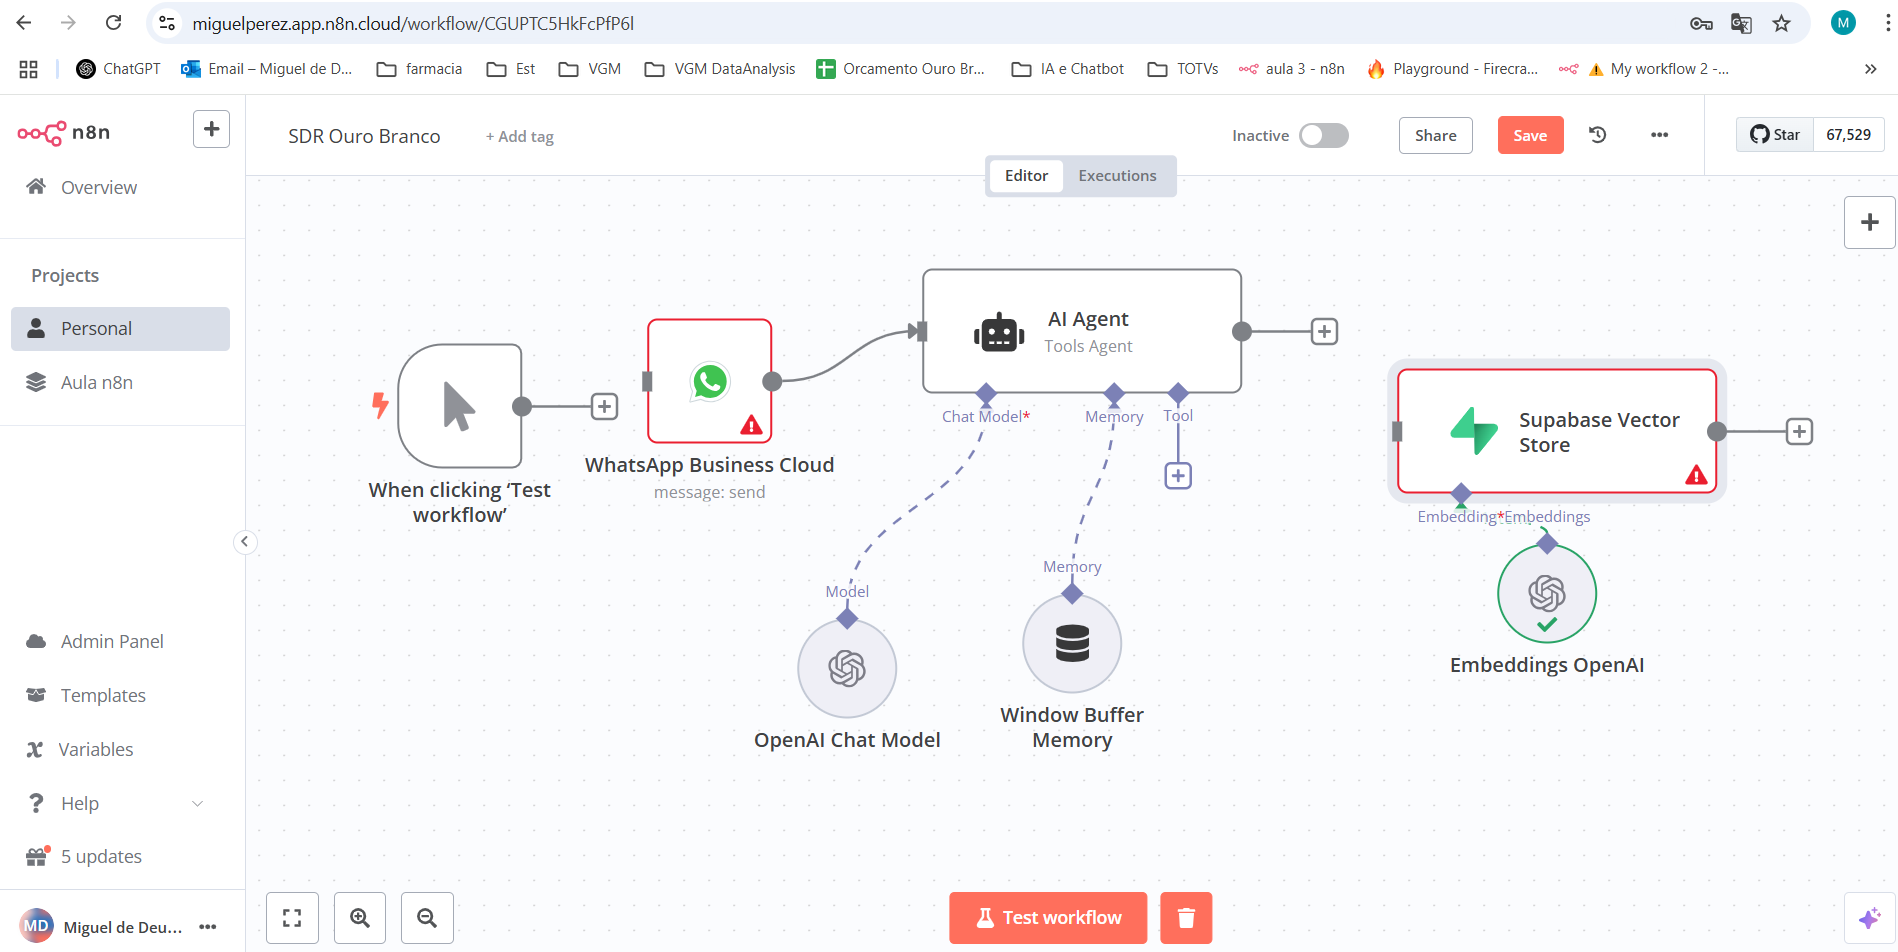 miguelperez.app.n8n.cloud/workflow/CGUPTC5HkFcPfP6l
M
ChatGPT
Email – Miguel de D...
farmacia
Est
VGM
VGM DataAnalysis
Orcamento Ouro Br...
IA e Chatbot
TOTVs
aula 3 - n8n
Playground - Firecra...
My workflow 2 -...
n8n
SDR Ouro Branco
+ Add tag
Inactive
Share
Save
Star
67,529
Editor
Executions
Overview
Projects
Personal
Aula n8n
Admin Panel
Templates
Variables
Help
5 updates
MD
Miguel de Deu...
When clicking ‘Test
workflow’
WhatsApp Business Cloud
message: send
AI Agent
Tools Agent
Chat Model*
Memory
Tool
Model
OpenAI Chat Model
Memory
Window Buffer
Memory
Supabase Vector
Store
Embedding*
Embeddings
Embeddings OpenAI
Test workflow